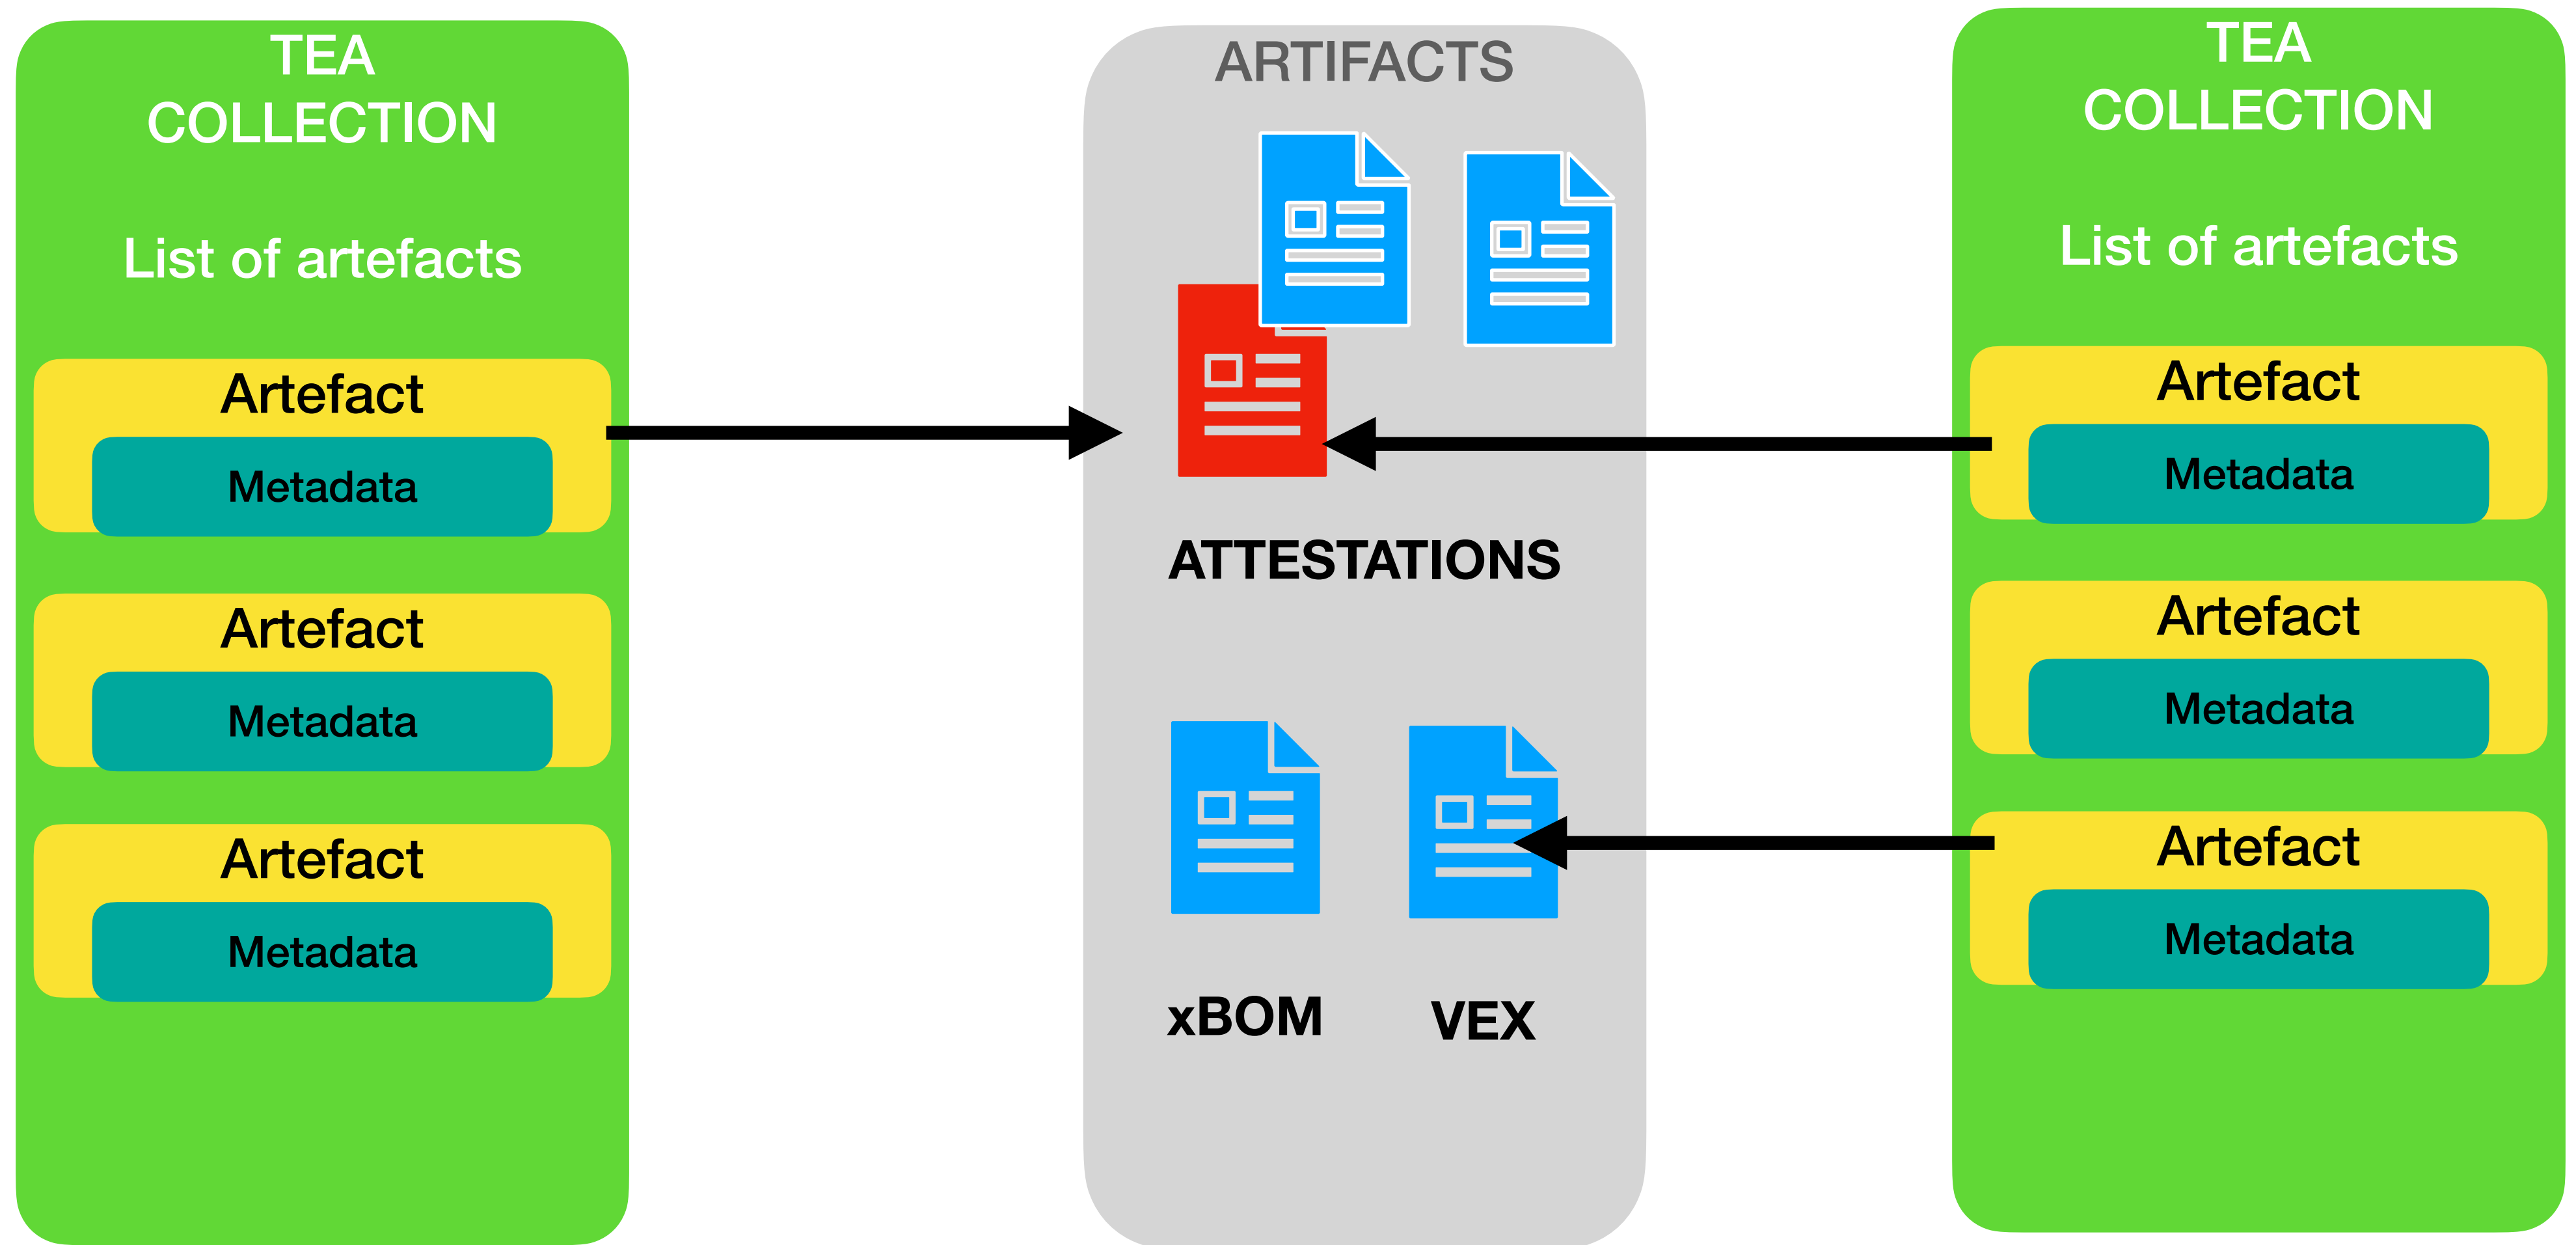 TEA
COLLECTION
List of artefacts
Artefact
Metadata
Artefact
Metadata
Artefact
Metadata
ARTIFACTS
ATTESTATIONS
xBOM
VEX
TEA
COLLECTION
List of artefacts
Artefact
Metadata
Artefact
Metadata
Artefact
Metadata